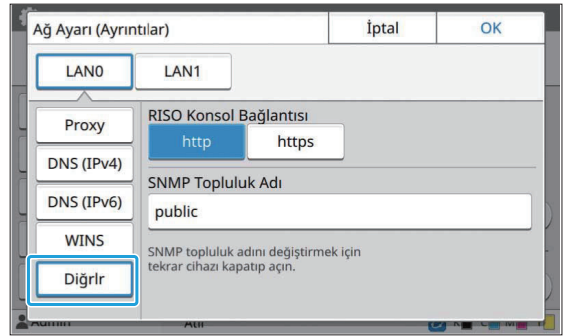 Ağ Ayarı (Ayrıntılar)
İptal
OK
LAN0
LAN1
Proxy
DNS (IPv4)
DNS (IPv6)
WINS
Diğrlr
RISO Konsol Bağlantısı
http
https
SNMP Topluluk Adı
public
SNMP topluluk adını değiştirmek için
tekrar cihazı kapatıp açın.
Admin